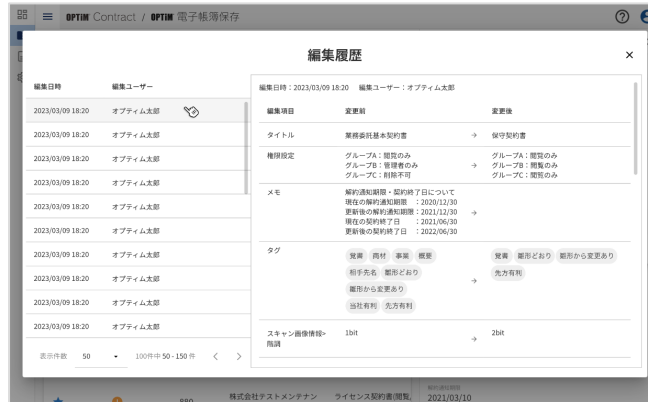 OPTiM Contract / OPTiM 電子帳簿保存
編集履歴
編集日時 編集ユーザー
2023/03/09 18:20 オプティム太郎
2023/03/09 18:20 オプティム太郎
2023/03/09 18:20 オプティム太郎
2023/03/09 18:20 オプティム太郎
2023/03/09 18:20 オプティム太郎
2023/03/09 18:20 オプティム太郎
2023/03/09 18:20 オプティム太郎
2023/03/09 18:20 オプティム太郎
2023/03/09 18:20 オプティム太郎
2023/03/09 18:20 オプティム太郎
表示件数 50 100件中 50 - 150 件
編集日時:2023/03/09 18:20 編集ユーザー:オプティム太郎
編集項目 変更前 変更後
タイトル 業務委託基本契約書 → 保守契約書
権限設定 グループA:閲覧のみ グループA:閲覧のみ
グループB:管理者のみ → グループB:閲覧のみ
グループC:削除不可 グループC:閲覧のみ
メモ 解約通知期限・契約終了日について
現在の解約通知期限 :2020/12/30
更新後の解約通知期限:2021/12/30 →
現在の契約終了日 :2021/06/30
更新後の契約終了日 :2022/06/30
タグ 覚書 商材 事業 概要 覚書 雛形どおり 雛形から変更あり
相手先名 雛形どおり → 先方有利
雛形から変更あり
当社有利 先方有利
スキャン画像情報> 1bit → 2bit
階調
解約通知期限
880 株式会社テストメンテナン ライセンス契約書(閲覧, 2021/03/10